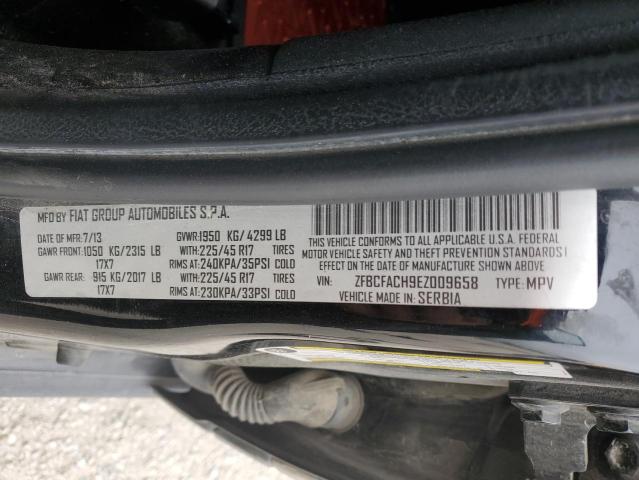 MFD BY FIAT GROUP AUTOMOBILES S.P.A.
DATE OF MFR:7/13 GVWR:1950 KG/4299 LB
GAWR FRONT:1050 KG/2315 LB WITH:225/45 R17 TIRES
17X7 RIMS AT:240KPA/35PSI COLD
GAWR REAR: 915 KG/2017 LB WITH:225/45 R17 TIRES
17X7 RIMS AT:230KPA/33PSI COLD
THIS VEHICLE CONFORMS TO ALL APPLICABLE U.S.A. FEDERAL
MOTOR VEHICLE SAFETY AND THEFT PREVENTION STANDARDS
IN EFFECT ON THE DATE OF MANUFACTURE SHOWN ABOVE.
VIN: ZFBCFACH9EZ009658 TYPE: MPV
VEHICLE MADE IN: SERBIA